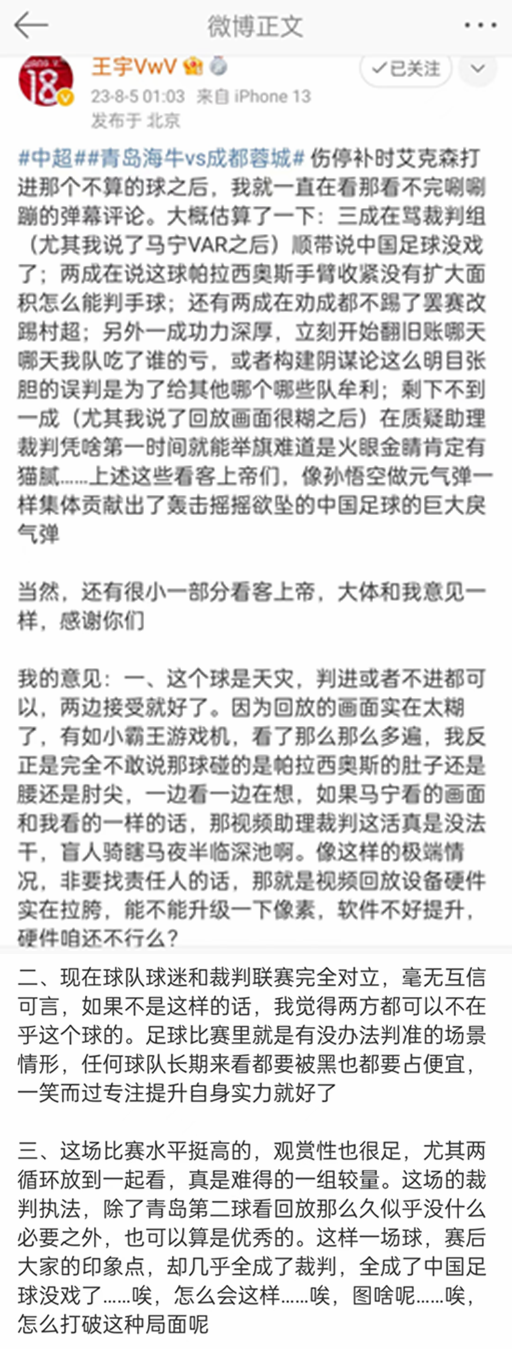 微博正文
王宇VwV
已关注
23-8-5 01:03 来自 iPhone 13
发布于 北京
18
#中超##青岛海牛vs成都蓉城# 伤停补时艾克森打
进那个不算的球之后，我就一直在看那看不完唰唰
蹦的弹幕评论。大概估算了一下：三成在骂裁判组
（尤其我说了马宁VAR之后）顺带说中国足球没戏
了；两成在说这球帕拉西奥斯手臂收紧没有扩大面
积怎么能判手球；还有两成在劝成都不踢了罢赛改
踢村超；另外一成功力深厚，立刻开始翻旧账哪天
哪天我队吃了谁的亏，或者构建阴谋论这么明目张
胆的误判是为了给其他哪个哪些队牟利；剩下不到
一成（尤其我说了回放画面很糊之后）在质疑助理
裁判凭啥第一时间就能举旗难道是火眼金睛肯定有
猫腻……上述这些看客上帝们，像孙悟空做元气弹一
样集体贡献出了轰击摇摇欲坠的中国足球的巨大戾
气弹
当然，还有很小一部分看客上帝，大体和我意见一
样，感谢你们
我的意见：一、这个球是天灾，判进或者不进都可
以，两边接受就好了。因为回放的画面实在太糊
了，有如小霸王游戏机，看了那么那么多遍，我反
正是完全不敢说那球碰的是帕拉西奥斯的肚子还是
腰还是肘尖，一边看一边在想，如果马宁看的画面
和我看的一样的话，那视频助理裁判这活真是没法
干，盲人骑瞎马夜半临深池啊。像这样的极端情
况，非要找责任人的话，那就是视频回放设备硬件
实在拉胯，能不能升级一下像素，软件不好提升，
硬件咱还不行么？
二、现在球队球迷和裁判联赛完全对立，毫无互信
可言，如果不是这样的话，我觉得两方都可以不在
乎这个球的。足球比赛里就是有没办法判准的场景
情形，任何球队长期来看都要被黑也都要占便宜，
一笑而过专注提升自身实力就好了
三、这场比赛水平挺高的，观赏性也很足，尤其两
循环放到一起看，真是难得的一组较量。这场的裁
判执法，除了青岛第二球看回放那么久似乎没什么
必要之外，也可以算是优秀的。这样一场球，赛后
大家的印象点，却几乎全成了裁判，全成了中国足
球没戏了……唉，怎么会这样……唉，图啥呢……唉，
怎么打破这种局面呢